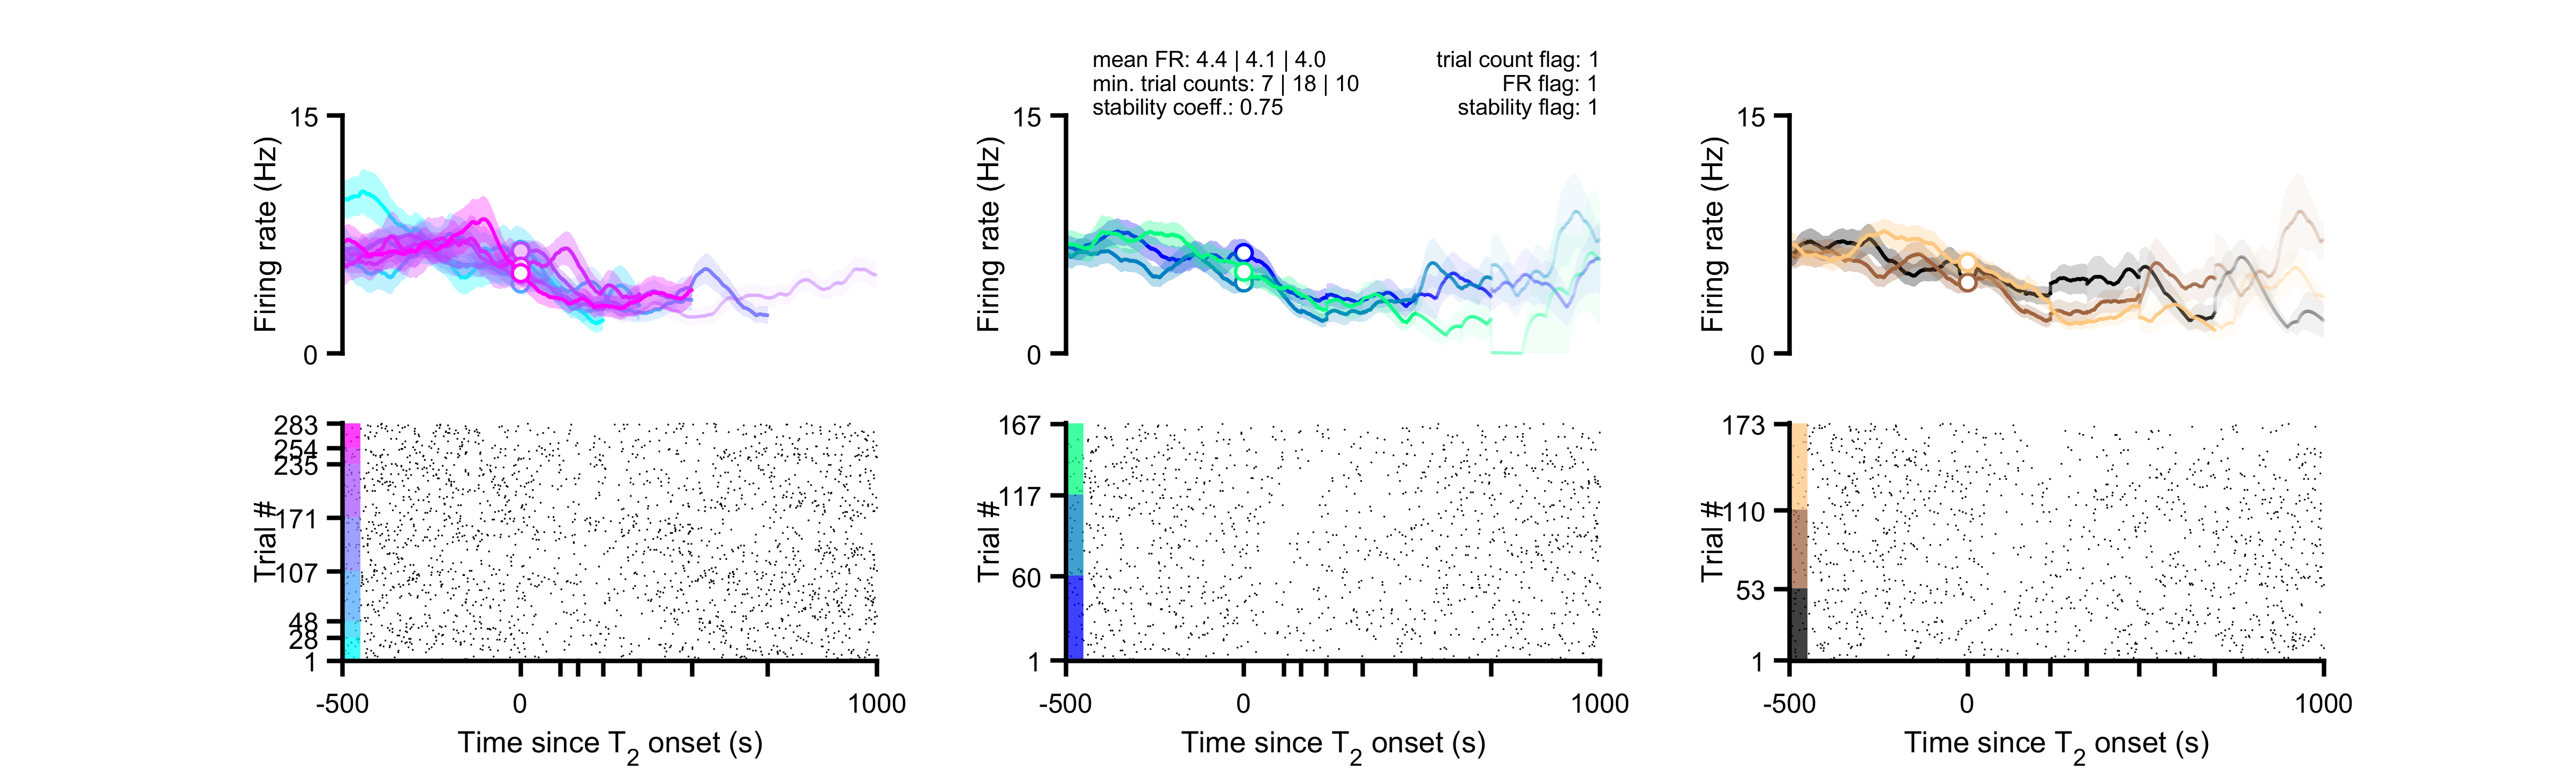 mean FR: 4.4 | 4.1 | 4.0
min. trial counts: 7 | 18 | 10
stability coeff.: 0.75
trial count flag: 1
FR flag: 1
stability flag: 1
15
Firing rate (Hz)
0
15
Firing rate (Hz)
0
15
Firing rate (Hz)
0
283
254
235
171
107
48
28
1
Trial #
-500
0
1000
Time since T2 onset (s)
167
117
60
1
Trial #
-500
0
1000
Time since T2 onset (s)
173
110
53
1
Trial #
-500
0
1000
Time since T2 onset (s)